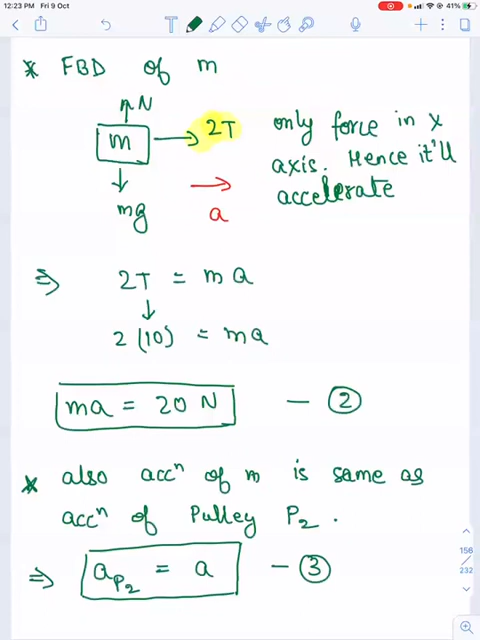 12:23 PM Fri 9 Oct 41%
* FBD of m
N
m → 2T
mg
a
only force in x
axis. Hence it'll
accelerate
⇒ 2T = ma
↓
2(10) = ma
ma = 20 N — ②
* also accⁿ of m is same as
accⁿ of Pulley P₂.
⇒ a_P₂ = a — ③
156
/
232